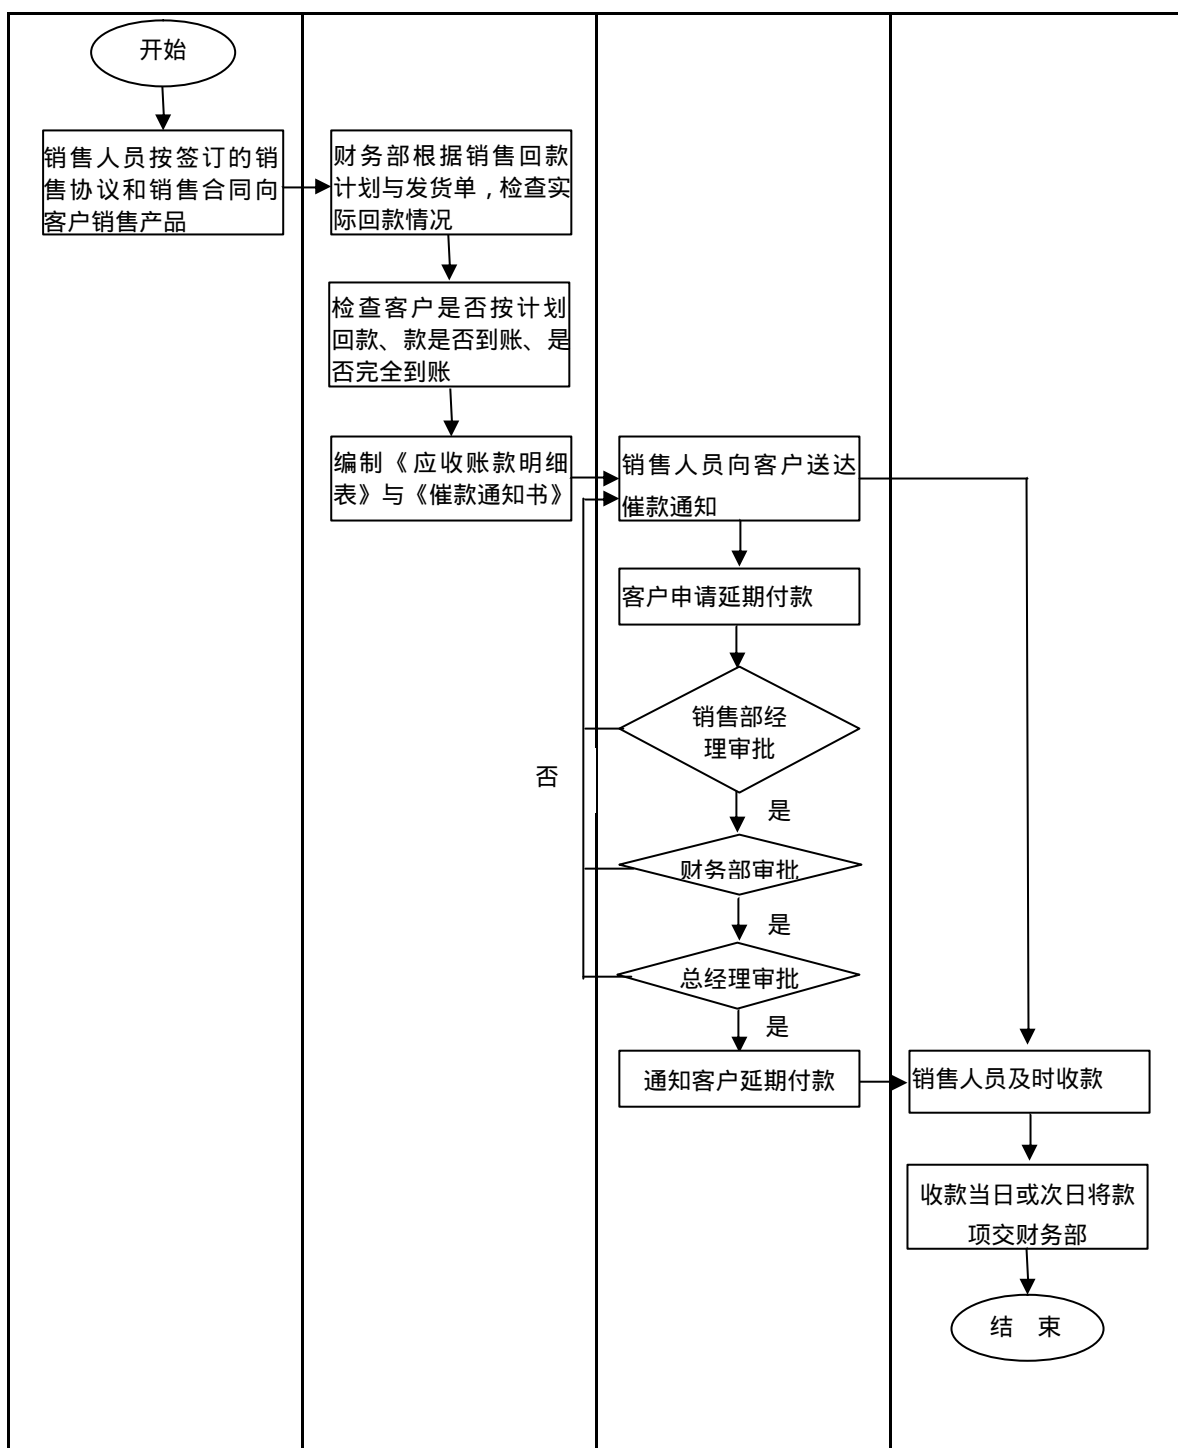 开始
销售人员按签订的销
售协议和销售合同向
客户销售产品
财务部根据销售回款
计划与发货单，检查实
际回款情况
检查客户是否按计划
回款、款是否到账、是
否完全到账
编制《应收账款明细
表》与《催款通知书》
销售人员向客户送达
催款通知
客户申请延期付款
销售部经
理审批
否
是
财务部审批
是
总经理审批
是
通知客户延期付款
销售人员及时收款
收款当日或次日将款
项交财务部
结 束